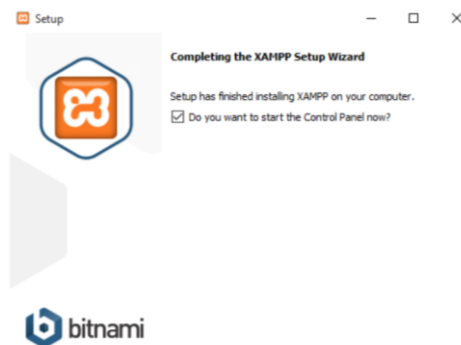 Setup
Completing the XAMPP Setup Wizard
Setup has finished installing XAMPP on your computer.
Do you want to start the Control Panel now?
bitnami